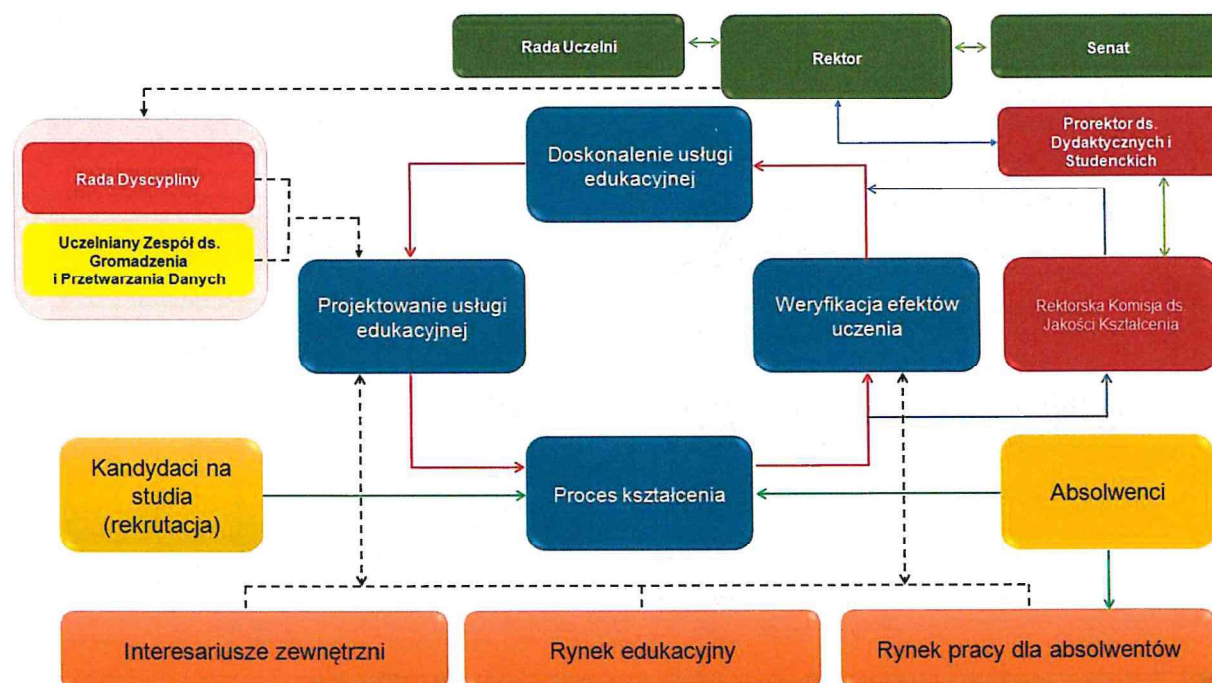 Rada Uczelni
Rektor
Senat
Prorektor ds.
Dydaktycznych i
Studenckich
Doskonalenie usługi
edukacyjnej
Rada Dyscypliny
Uczelniany Zespół ds.
Gromadzenia
i Przetwarzania Danych
Projektowanie usługi
edukacyjnej
Weryfikacja efektów
uczenia
Rektorska Komisja ds.
Jakości Kształcenia
Kandydaci na
studia
(rekrutacja)
Proces kształcenia
Absolwenci
Interesariusze zewnętrzni
Rynek edukacyjny
Rynek pracy dla absolwentów